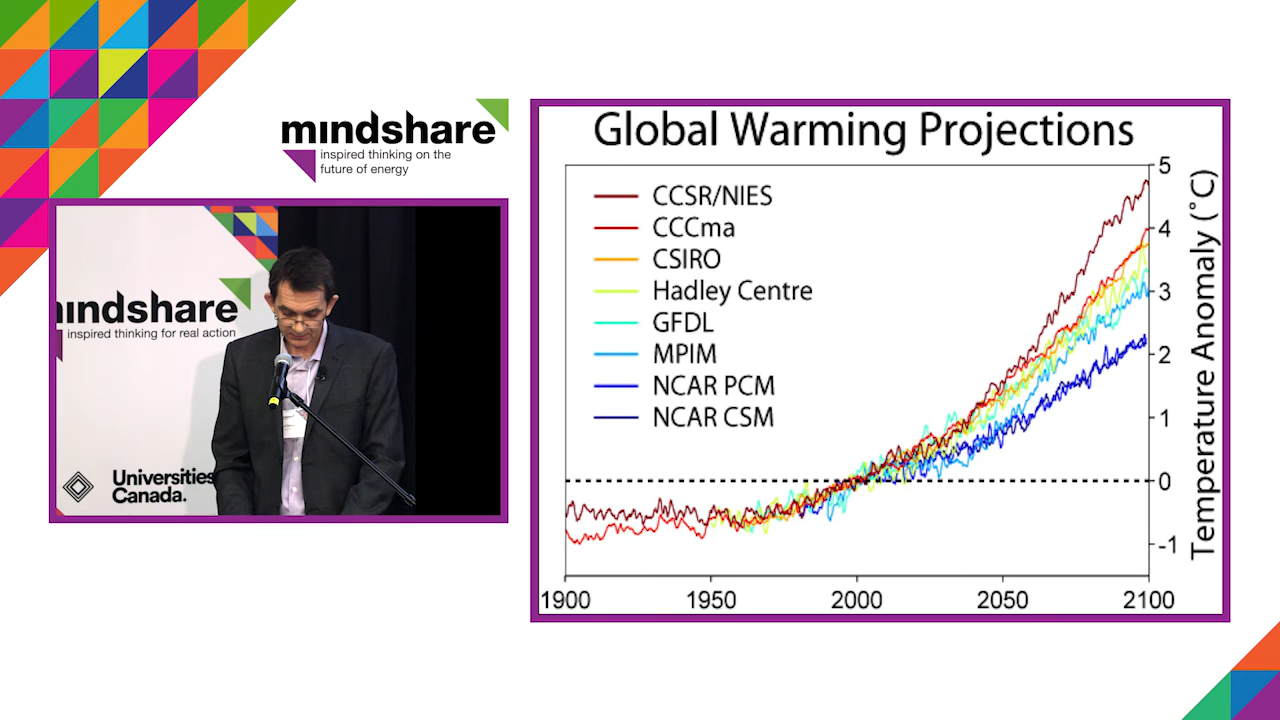 mındshare
inspired thinking on the
future of energy
mındshare
inspired thinking for real action
Universities
Canada.
Global Warming Projections
CCSR/NIES
CCCma
CSIRO
Hadley Centre
GFDL
MPIM
NCAR PCM
NCAR CSM
5
4
3
2
1
0
-1
Temperature Anomaly (˚C)
1900 1950 2000 2050 2100